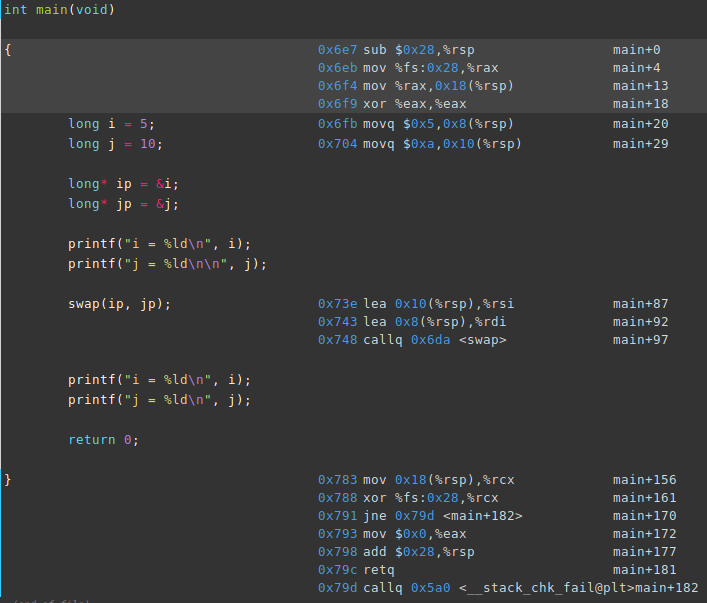 int main(void)
{ 0x6e7 sub $0x28,%rsp main+0
0x6eb mov %fs:0x28,%rax main+4
0x6f4 mov %rax,0x18(%rsp) main+13
0x6f9 xor %eax,%eax main+18
long i = 5; 0x6fb movq $0x5,0x8(%rsp) main+20
long j = 10; 0x704 movq $0xa,0x10(%rsp) main+29
long* ip = &i;
long* jp = &j;
printf("i = %ld\n", i);
printf("j = %ld\n\n", j);
swap(ip, jp); 0x73e lea 0x10(%rsp),%rsi main+87
0x743 lea 0x8(%rsp),%rdi main+92
0x748 callq 0x6da <swap> main+97
printf("i = %ld\n", i);
printf("j = %ld\n", j);
return 0;
} 0x783 mov 0x18(%rsp),%rcx main+156
0x788 xor %fs:0x28,%rcx main+161
0x791 jne 0x79d <main+182> main+170
0x793 mov $0x0,%eax main+172
0x798 add $0x28,%rsp main+177
0x79c retq main+181
0x79d callq 0x5a0 <__stack_chk_fail@plt>main+182
(end of file)